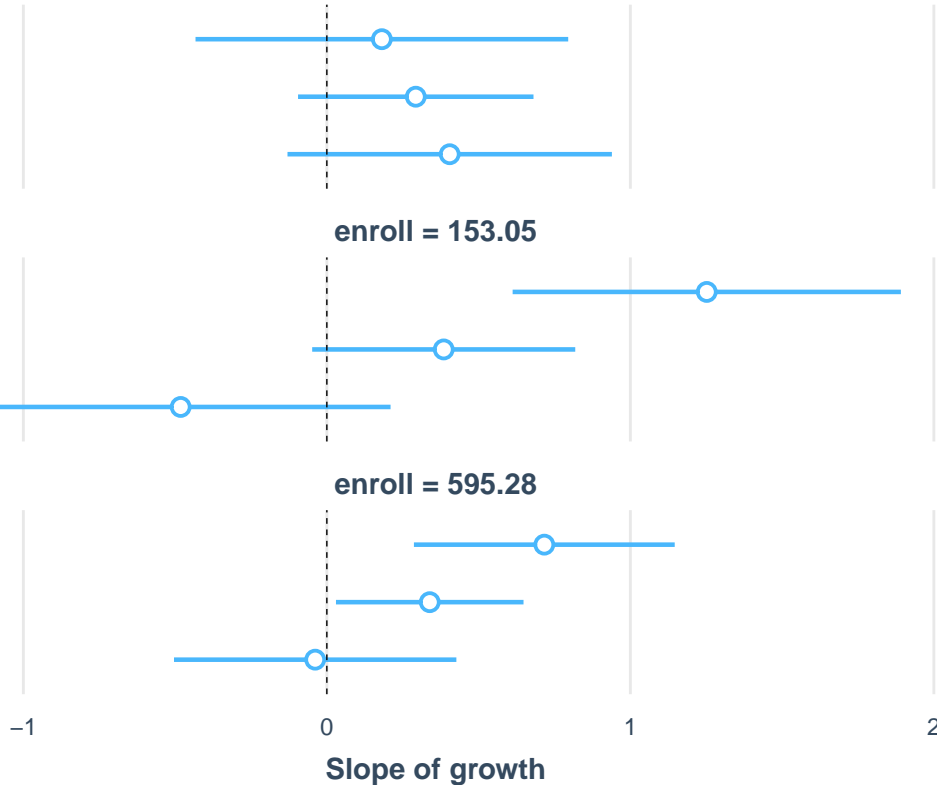 enroll = 153.05
enroll = 595.28
−1 0 1 2
Slope of growth